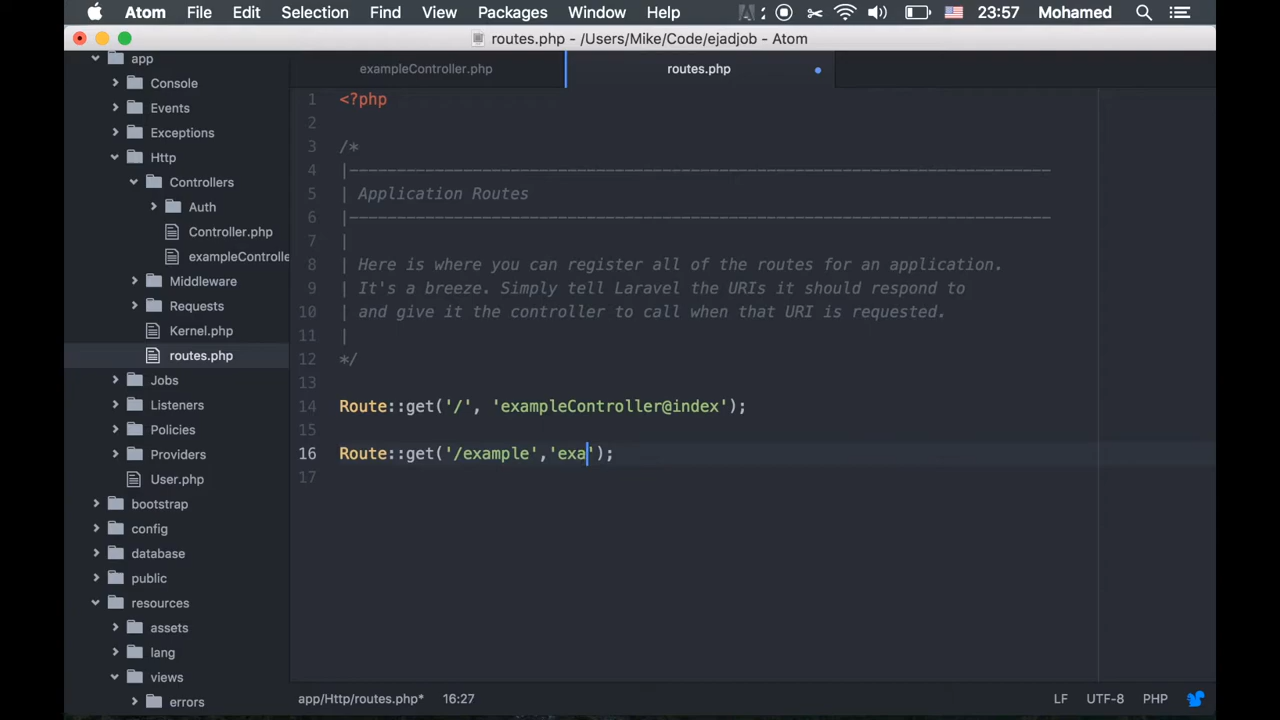 Atom File Edit Selection Find View Packages Window Help 23:57 Mohamed
routes.php - /Users/Mike/Code/ejadjob - Atom
app
Console
Events
Exceptions
Http
Controllers
Auth
Controller.php
exampleControlle
Middleware
Requests
Kernel.php
routes.php
Jobs
Listeners
Policies
Providers
User.php
bootstrap
config
database
public
resources
assets
lang
views
errors
exampleController.php routes.php
1 <?php
2
3 /*
4 |--------------------------------------------------------------------------
5 | Application Routes
6 |--------------------------------------------------------------------------
7 |
8 | Here is where you can register all of the routes for an application.
9 | It's a breeze. Simply tell Laravel the URIs it should respond to
10 | and give it the controller to call when that URI is requested.
11 |
12 */
13
14 Route::get('/', 'exampleController@index');
15
16 Route::get('/example','exa');
17
app/Http/routes.php* 16:27 LF UTF-8 PHP